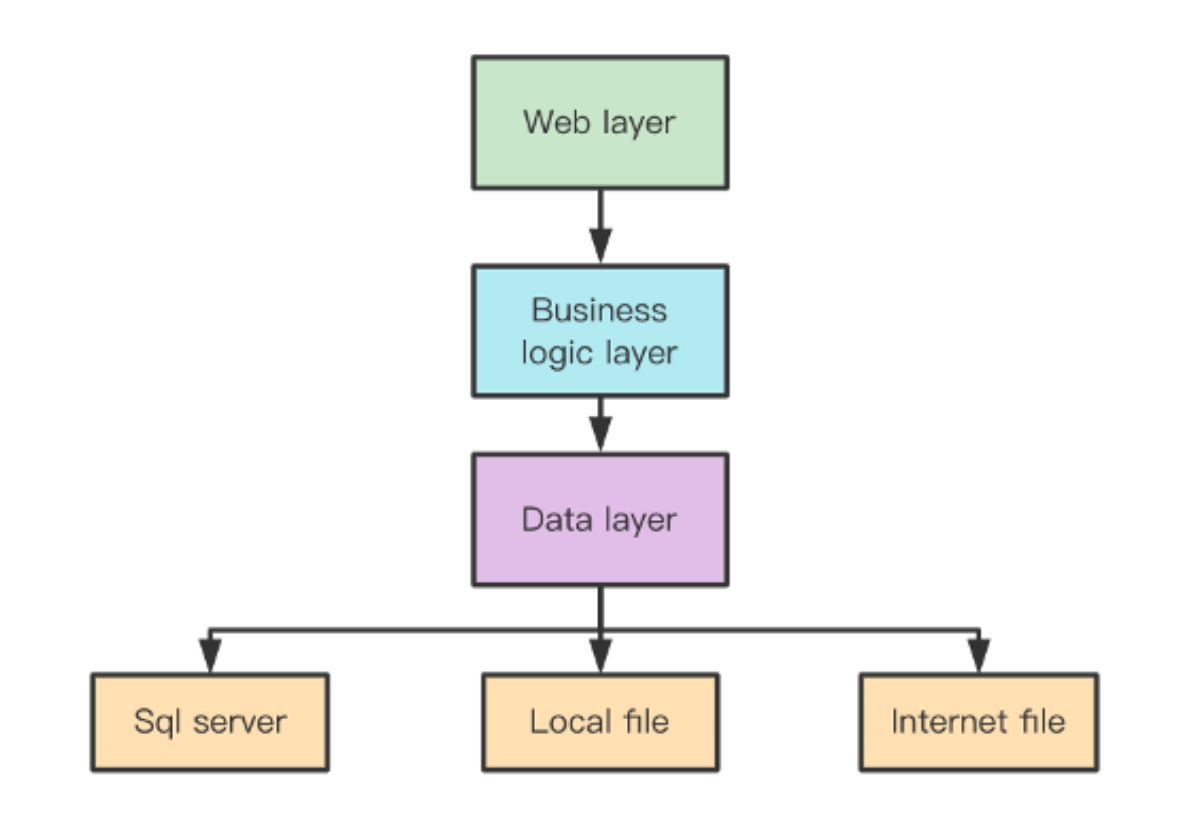 Web layer
Business
logic layer
Data layer
Sql server
Local file
Internet file